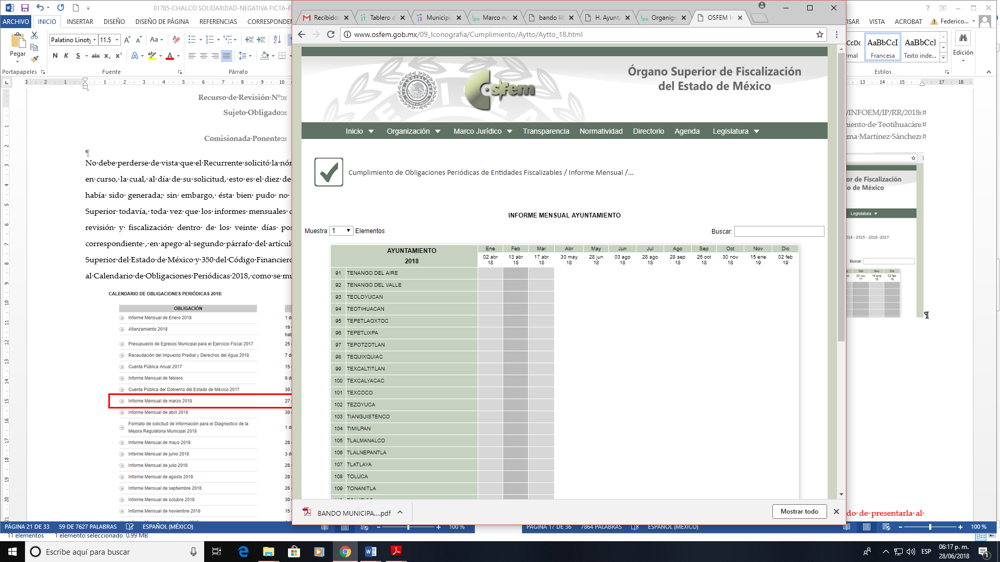 01785-CHALCO SOLIDARIDAD-NEGATIVA FICTA-F
ARCHIVO INICIO INSERTAR DISEÑO DISEÑO DE PÁGINA REFERENCIAS CORRESPONDEN
Palatino Linoty 11.5
Pegar
N K S abc x₂ x² A A
Portapapeles Fuente Párrafo
Recurso de Revisión N°:¤
Sujeto Obligado:¤
Comisionada Ponente:¤
¶
No debe perderse de vista que el Recurrente solicitó la nón
en curso, la cual, al día de su solicitud, esto es el diez de
había sido generada; sin embargo, ésta bien pudo no
Superior todavía, toda vez que los informes mensuales d
revisión y fiscalización dentro de los veinte días pos
correspondiente, en apego al segundo párrafo del artícul
Superior del Estado de México y 350 del Código Financiero
al Calendario de Obligaciones Periódicas 2018, como se mu
CALENDARIO DE OBLIGACIONES PERIÓDICAS 2018:
OBLIGACIÓN
Informe Mensual de Enero 2018 1 de
Afianzamiento 2018 19
hab
Presupuesto de Egresos Municipal para el Ejercicio Fiscal 2017 25
Recaudación del Impuesto Predial y Derechos del Agua 2018 7 de
Cuenta Pública Anual 2017 15
Informe Mensual de febrero 6 de
Cuenta Pública del Gobierno del Estado de México 2017 30
Informe Mensual de marzo 2018 27
Informe Mensual de abril 2018 30
Formato de solicitud de información para el Diagnostico de la
Mejora Regulatoria Municipal 2018 1 de
Informe Mensual de mayo 2018 28
Informe Mensual de junio 2018 3 de
Informe Mensual de julio 2018 28
Informe Mensual de agosto 2018 28
Informe Mensual de septiembre 2018 26
Informe Mensual de octubre 2018 30
Informe Mensual de noviembre 2018 15
PÁGINA 21 DE 33 59 DE 7627 PALABRAS ESPAÑOL (MÉXICO) 100 %
11 elementos 1 elemento seleccionado 0.99 MB
Recibidos Tablero d Municipi Marco no bando lib H. Ayunta Organigr OSFEM In
www.osfem.gob.mx/09_Iconografia/Cumplimiento/Aytto/Aytto_18.html
Osfem
Órgano Superior de Fiscalización
del Estado de México
Inicio Organización Marco Jurídico Transparencia Normatividad Directorio Agenda Legislatura
Cumplimiento de Obligaciones Periódicas de Entidades Fiscalizables / Informe Mensual /...
INFORME MENSUAL AYUNTAMIENTO
Muestra 1 Elementos Buscar:
AYUNTAMIENTO
2018
Ene Feb Mar Abr May Jun Jul Ago Sep Oct Nov Dic
02 abr 18 13 abr 18 17 abr 18 30 may 18 28 jun 18 03 ago 18 28 ago 18 28 sep 18 26 oct 18 30 nov 18 15 ene 19 02 feb 19
91 TENANGO DEL AIRE
92 TENANGO DEL VALLE
93 TEOLOYUCAN
94 TEOTIHUACAN
95 TEPETLAOXTOC
96 TEPETLIXPA
97 TEPOTZOTLAN
98 TEQUIXQUIAC
99 TEXCALTITLAN
100 TEXCALYACAC
101 TEXCOCO
102 TEZOYUCA
103 TIANGUISTENCO
104 TIMILPAN
105 TLALMANALCO
106 TLALNEPANTLA
107 TLATLAYA
108 TOLUCA
109 TONANITLA
BANDO MUNICIPA....pdf Mostrar todo
ISAR VISTA ACROBAT Federico...
AaBbCcI AaBbCcI
rmal Francesa Texto inde...
Edición
Estilos
/INFOEM/IP/RR/2018¤
niento de Teotihuacán¤
ema Martínez Sánchez¤
or de Fiscalización
o de México
Legislatura
014 - 2015 - 2016 -2017
Buscar:
Oct Nov Dic
¶
do de presentarla al
PÁGINA 17 DE 36 7864 PALABRAS ESPAÑOL (MÉXICO) 100 %
Escribe aquí para buscar
ESP 06:17 p. m.
28/06/2018